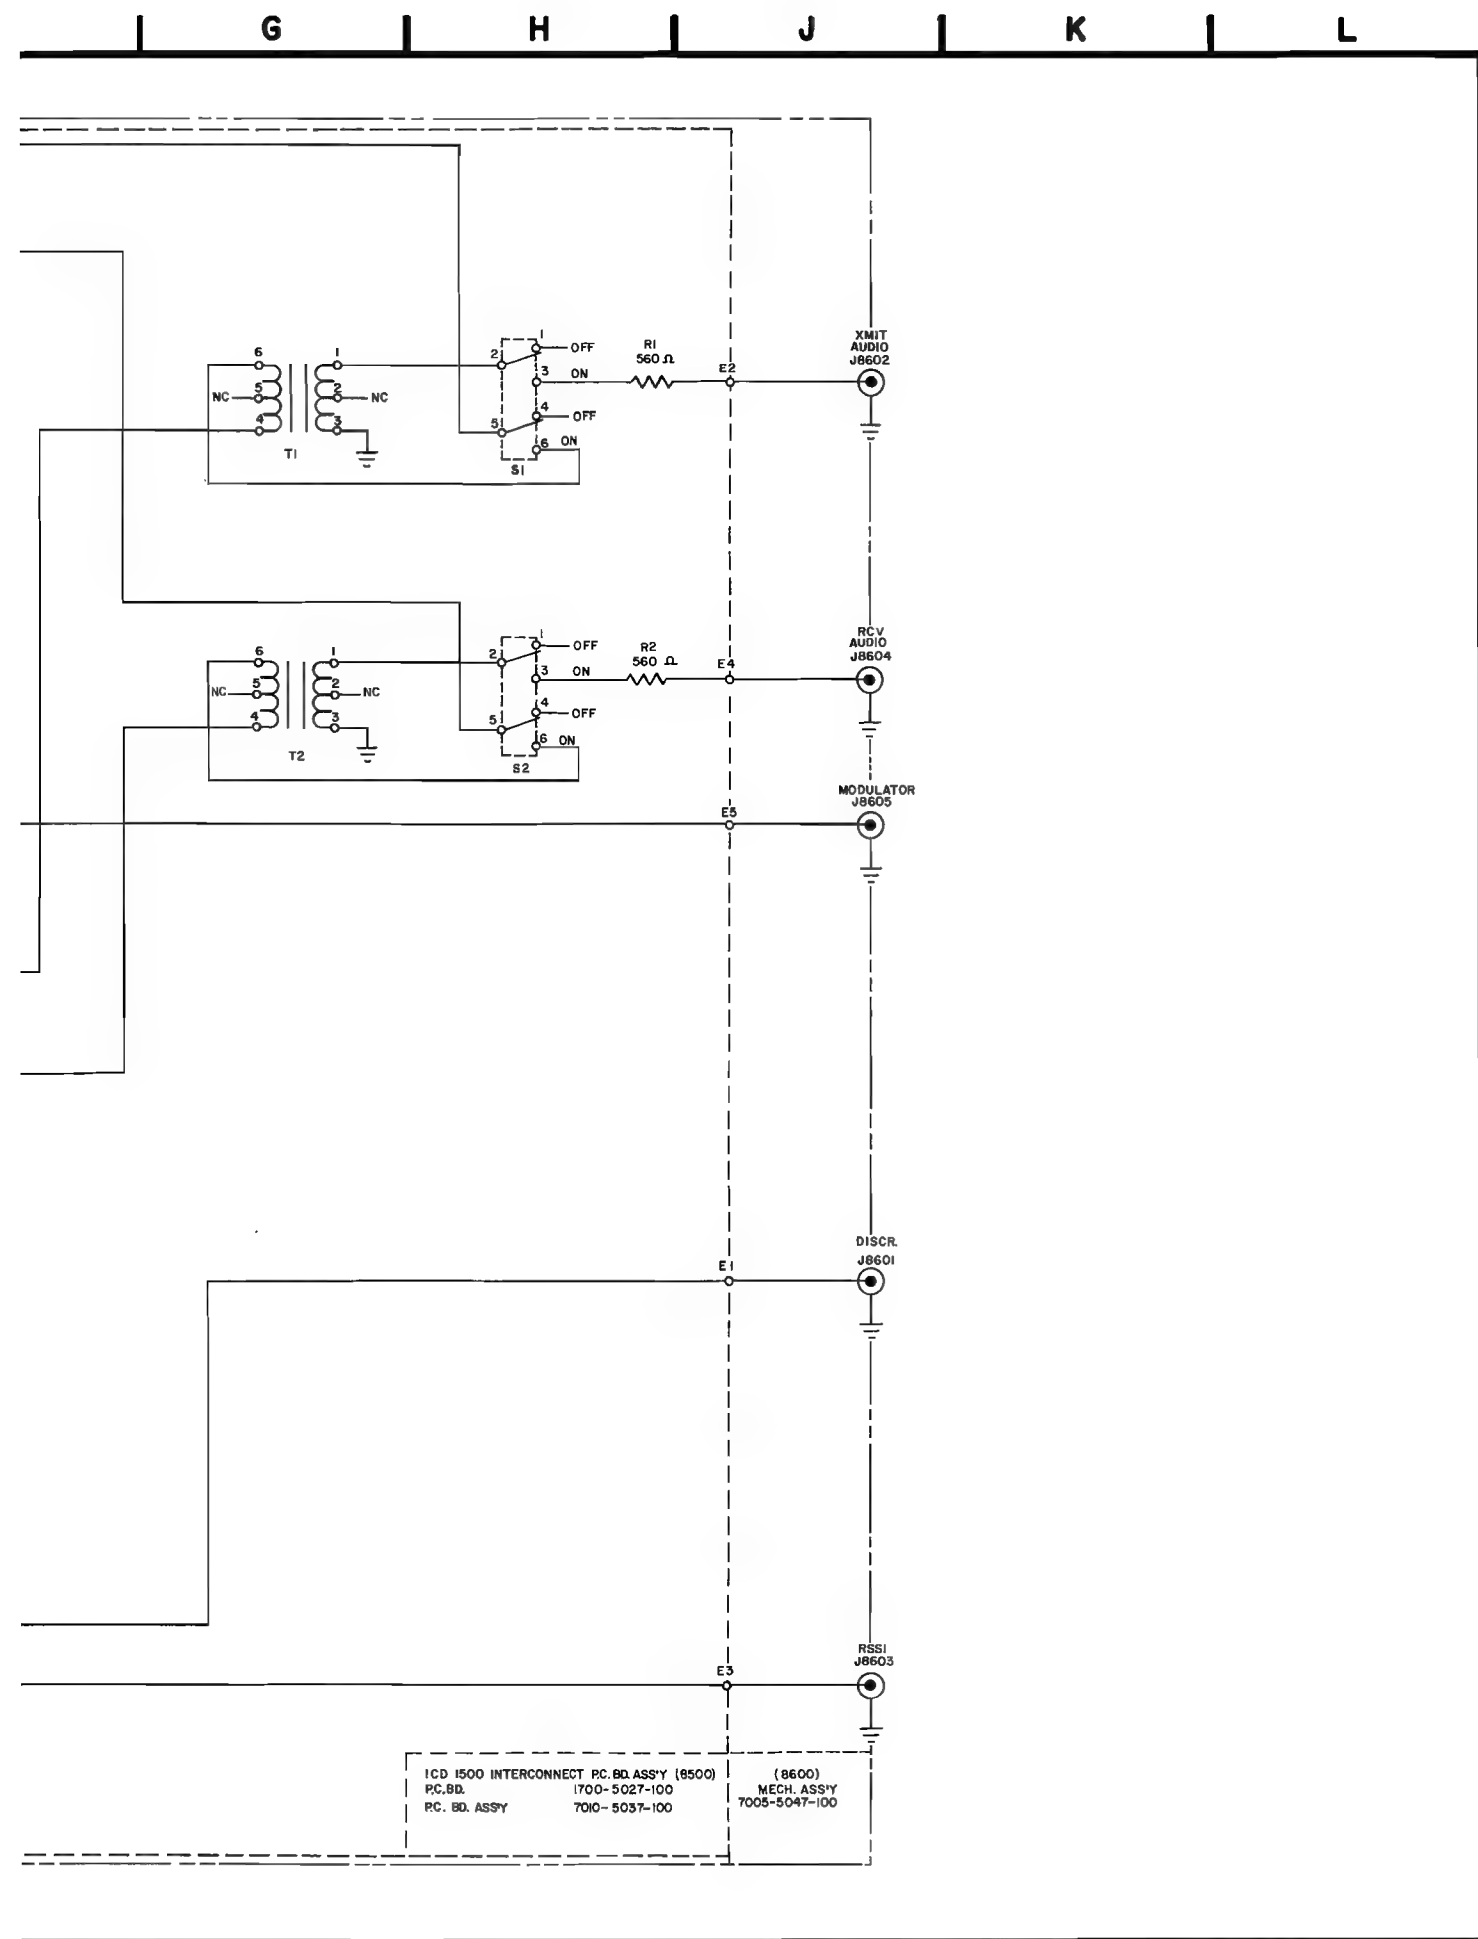 G H J K L
XMIT
AUDIO
J8602
R1
560 Ω
E2
6 1
NC 5 2 NC
4 3
T1
1 OFF
2
3 ON
4 OFF
5
6 ON
S1
RCV
AUDIO
J8604
R2
560 Ω
E4
6 1
NC 5 2 NC
4 3
T2
1 OFF
2
3 ON
4 OFF
5
6 ON
S2
MODULATOR
J8605
E5
DISCR.
J8601
E1
RSSI
J8603
E3
ICD 1500 INTERCONNECT P.C. BD. ASS'Y (8500)
P.C. BD. 1700-5027-100
P.C. BD. ASS'Y 7010-5037-100
(8600)
MECH. ASS'Y
7005-5047-100